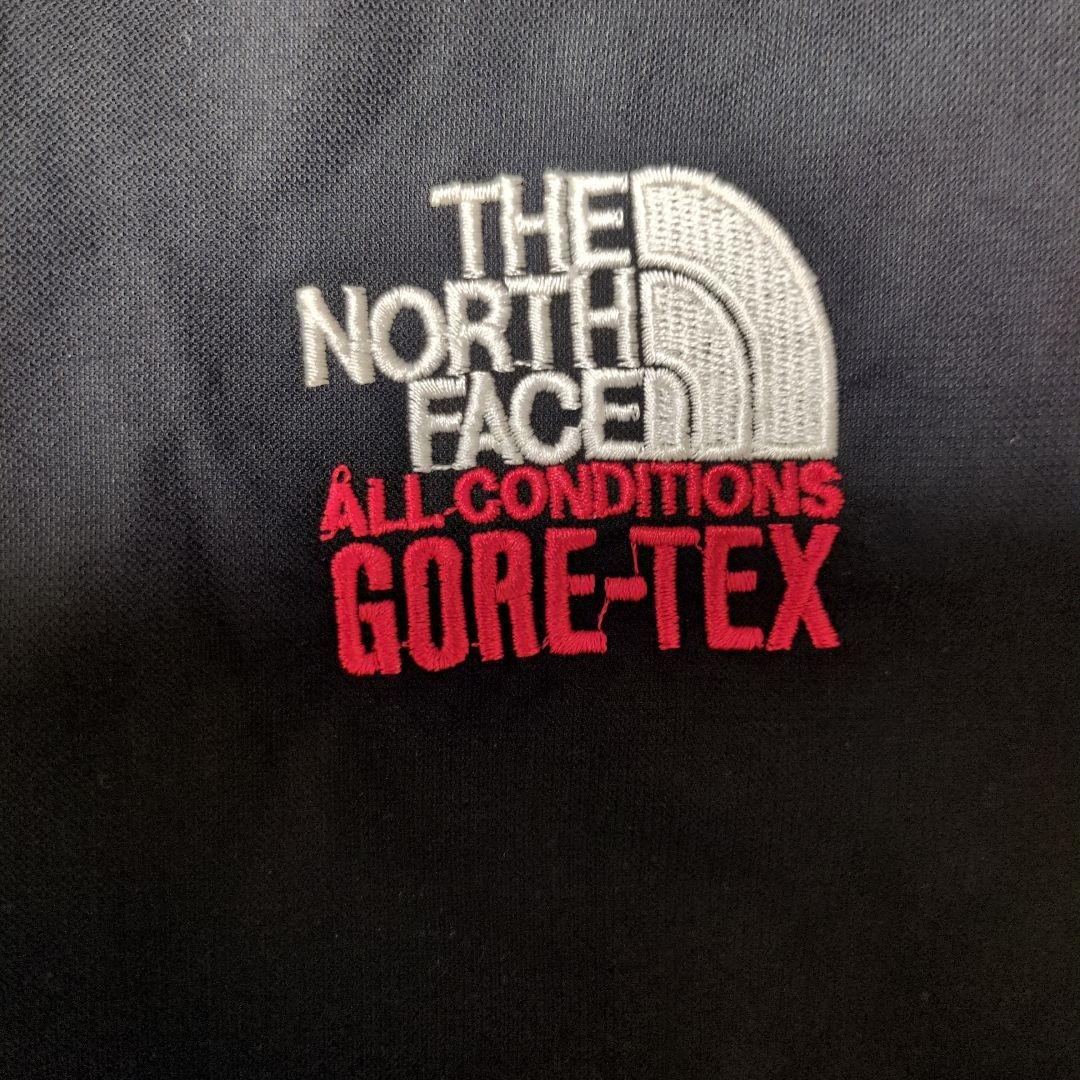 THE
NORTH
FACE
ALL CONDITIONS
GORE-TEX